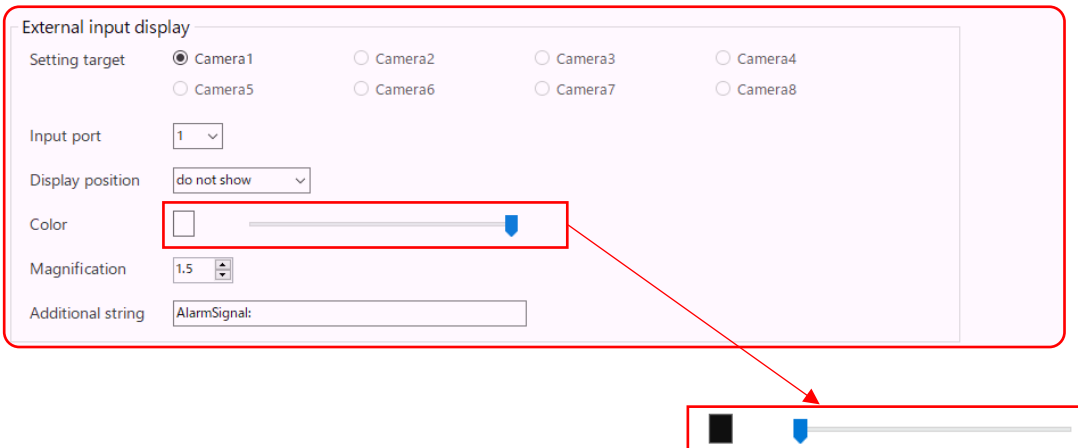 External input display
Setting target Camera1 Camera2 Camera3 Camera4
Camera5 Camera6 Camera7 Camera8
Input port 1
Display position do not show
Color
Magnification 1.5
Additional string AlarmSignal: